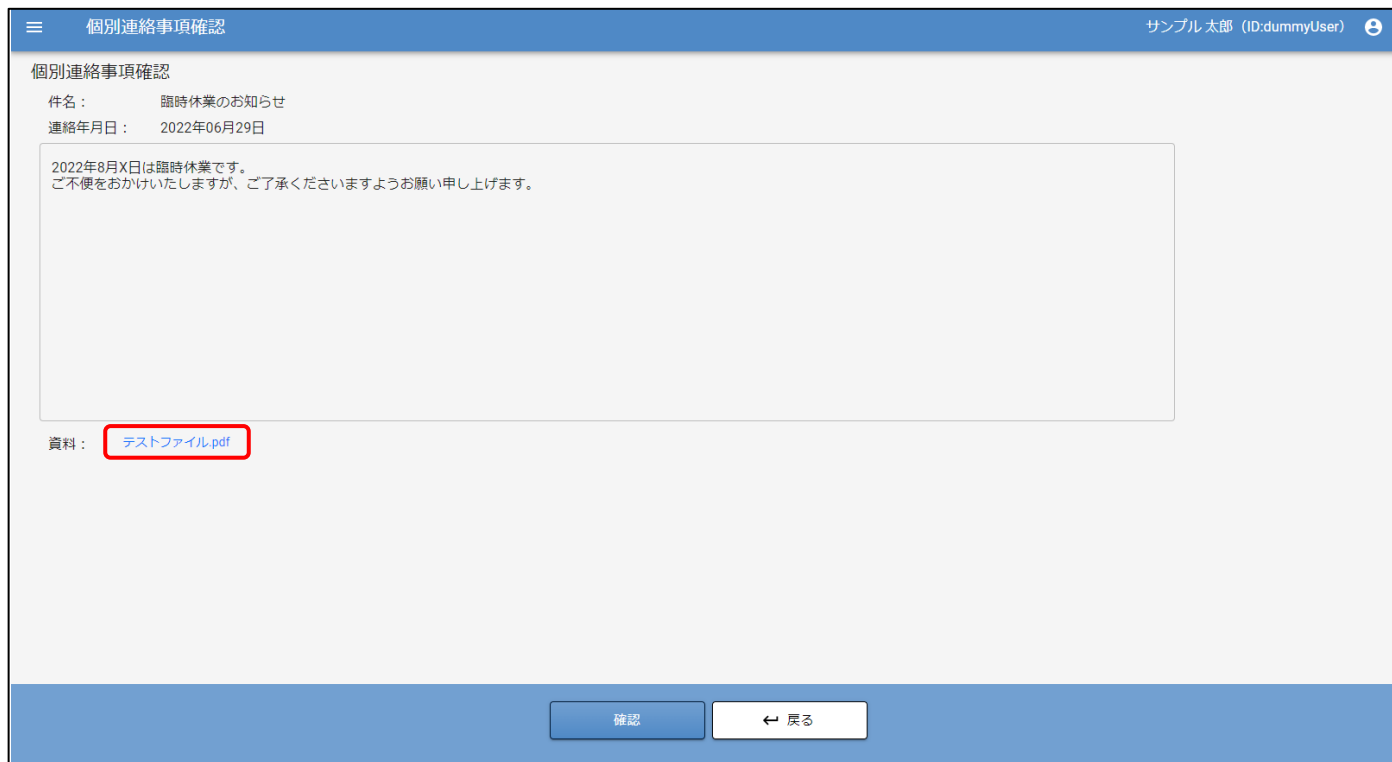 個別連絡事項確認 サンプル 太郎（ID:dummyUser）
個別連絡事項確認
件名： 臨時休業のお知らせ
連絡年月日： 2022年06月29日
2022年8月X日は臨時休業です。
ご不便をおかけいたしますが、ご了承くださいますようお願い申し上げます。
資料： テストファイル.pdf
確認 戻る